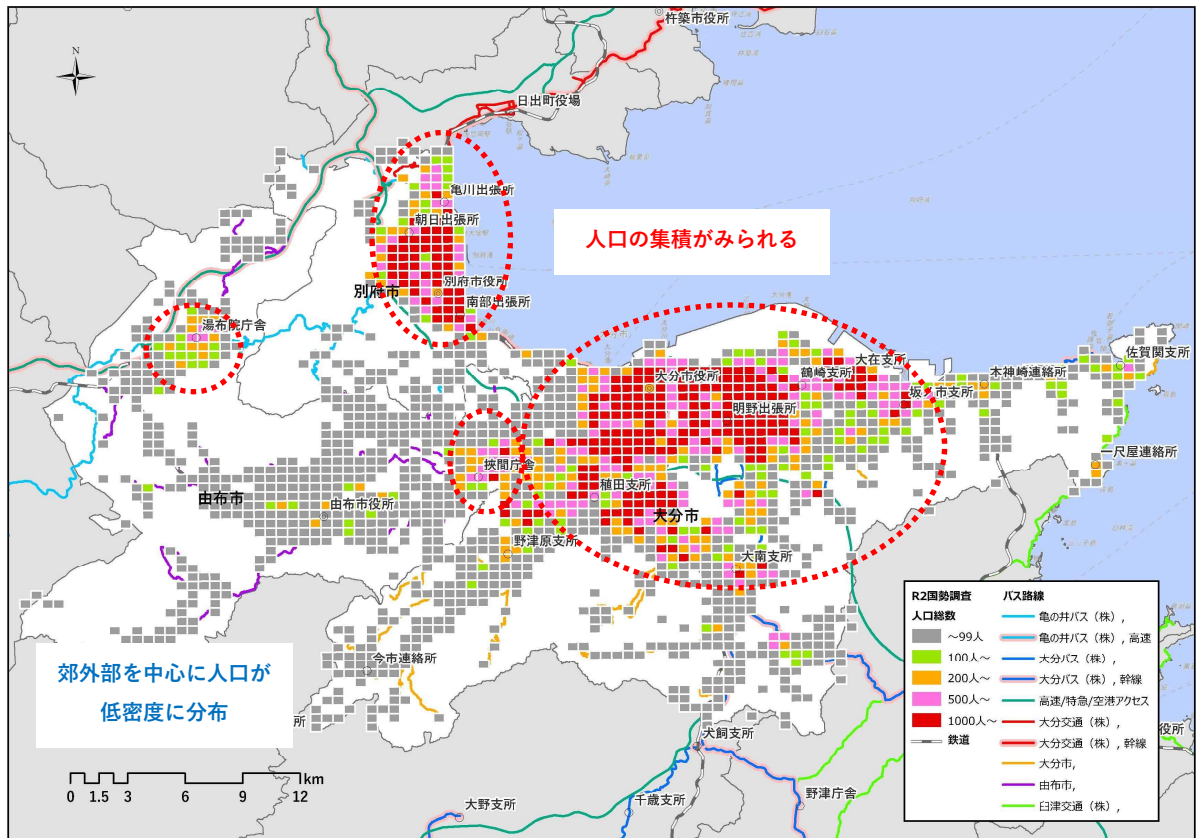 杵築市役所
N
日出町役場
亀川出張所
朝日出張所
人口の集積がみられる
別府市役所
別府市
南部出張所
湯布院庁舎
大在支所
佐賀関支所
鶴崎支所
大分市役所
木神崎連絡所
坂ノ市支所
明野出張所
尺屋連絡所
挾間庁舎
稙田支所
由布市
由布市役所
大分市
野津原支所
大南支所
今市連絡所
郊外部を中心に人口が
低密度に分布
所
犬飼支所
役所
0 1.5 3 6 9 12 km
大野支所
千歳支所
野津庁舎
R2国勢調査
人口総数
~99人
100人~
200人~
500人~
1000人~
鉄道
バス路線
亀の井バス(株),
亀の井バス(株),高速
大分バス(株),
大分バス(株),幹線
高速/特急/空港アクセス
大分交通(株),
大分交通(株),幹線
大分市,
由布市,
臼津交通(株),